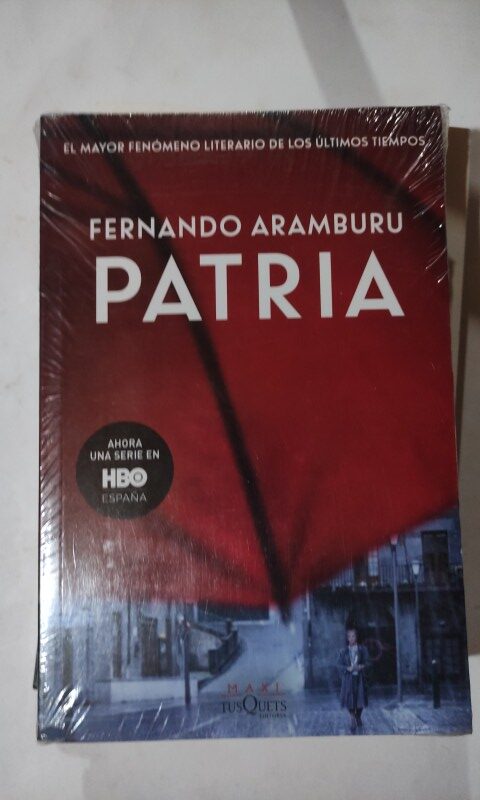 EL MAYOR FENÓMENO LITERARIO DE LOS ÚLTIMOS TIEMPOS
FERNANDO ARAMBURU
PATRIA
AHORA
UNA SERIE EN
HBO
ESPAÑA
MAXI
TUSQUETS
EDITORES